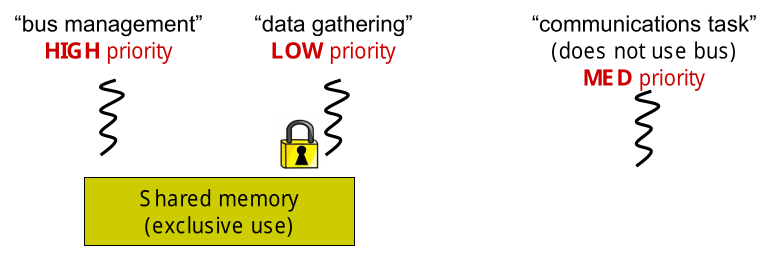 “bus management”
HIGH priority
“data gathering”
LOW priority
“communications task”
(does not use bus)
MED priority
Shared memory
(exclusive use)